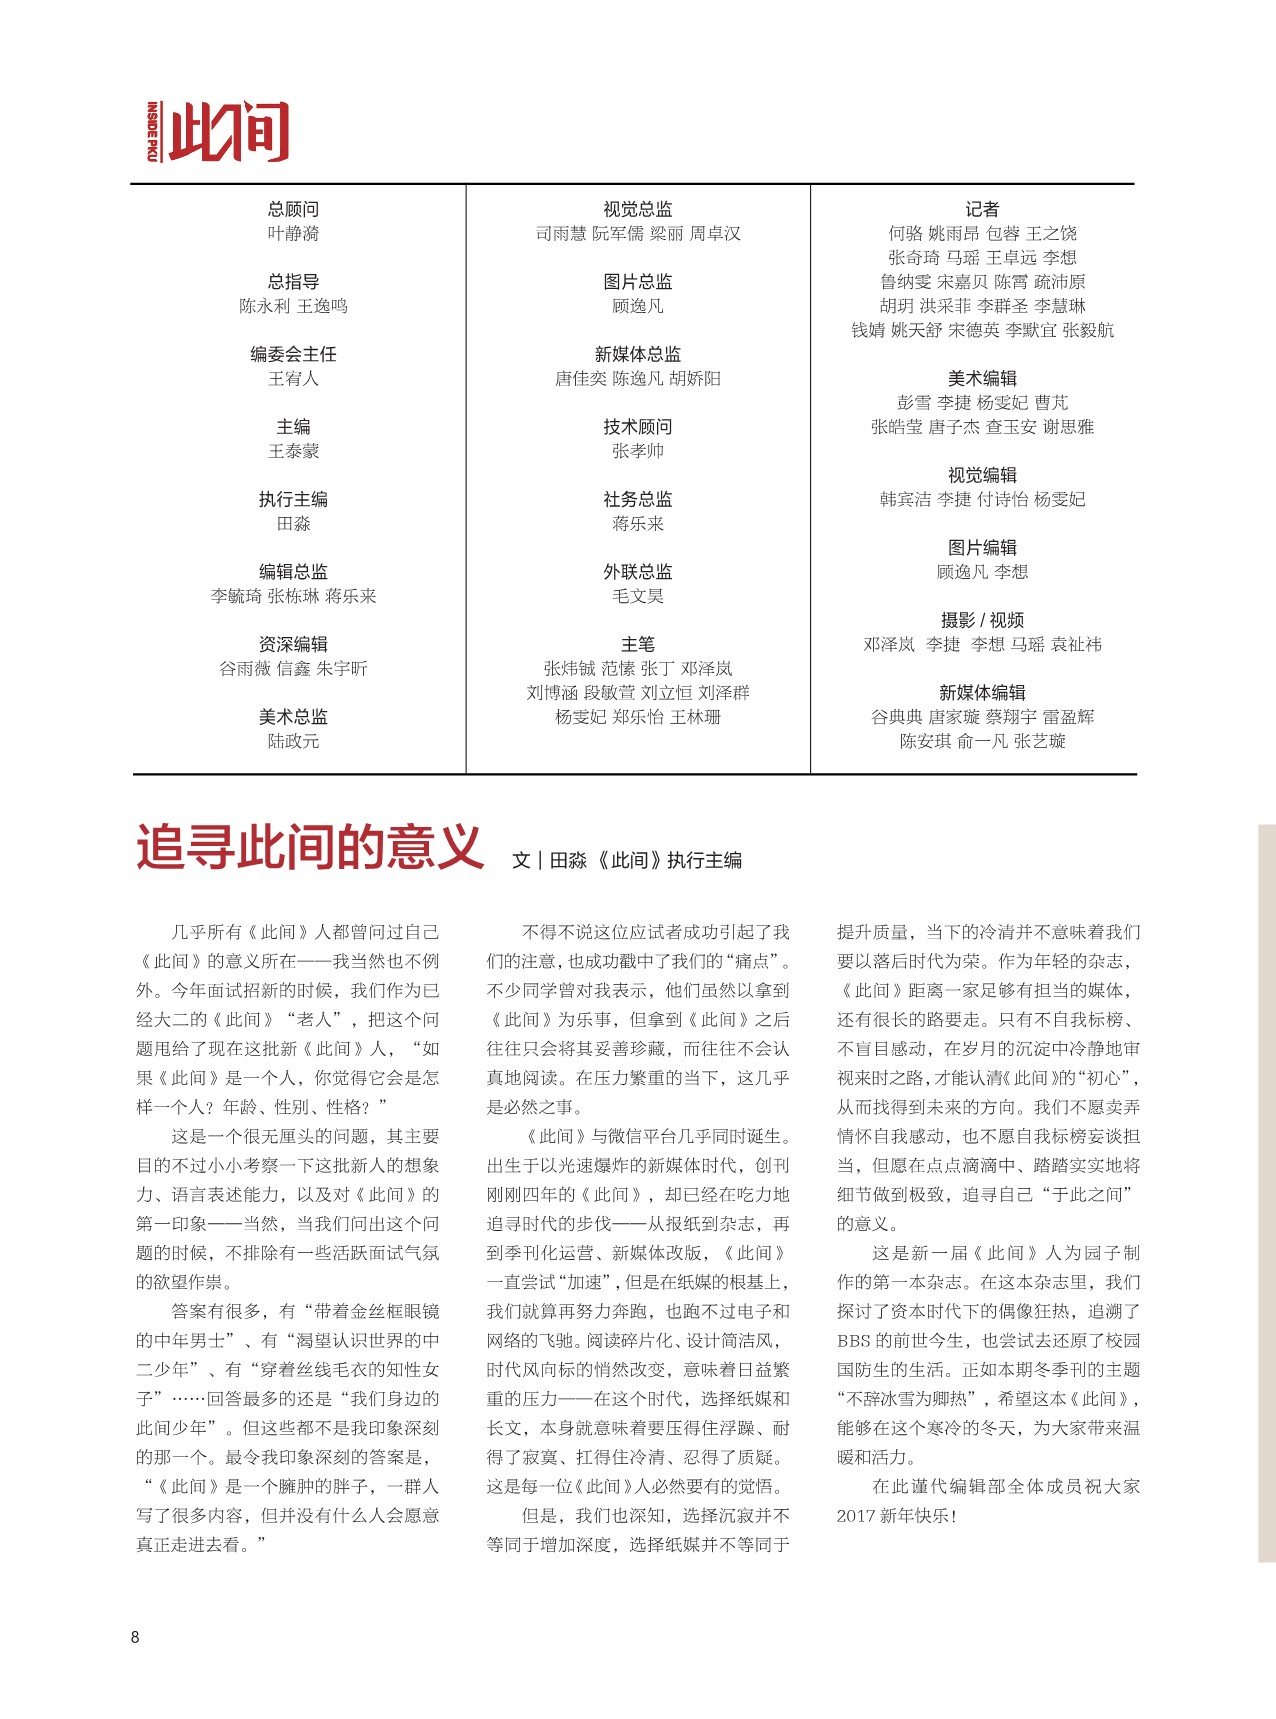 INSIDE PKU
此间
总顾问
叶静漪
总指导
陈永利 王逸鸣
编委会主任
王宥人
主编
王泰蒙
执行主编
田淼
编辑总监
李毓琦 张栋琳 蒋乐来
资深编辑
谷雨薇 信鑫 朱宇昕
美术总监
陆政元
视觉总监
司雨慧 阮军儒 梁丽 周卓汉
图片总监
顾逸凡
新媒体总监
唐佳奕 陈逸凡 胡娇阳
技术顾问
张孝帅
社务总监
蒋乐来
外联总监
毛文昊
主笔
张炜铖 范愫 张丁 邓泽岚
刘博涵 段敏萱 刘立恒 刘泽群
杨雯妃 郑乐怡 王林珊
记者
何骆 姚雨昂 包蓉 王之饶
张奇琦 马瑶 王卓远 李想
鲁纳雯 宋嘉贝 陈霄 疏沛原
胡玥 洪采菲 李群圣 李慧琳
钱婧 姚天舒 宋德英 李默宜 张毅航
美术编辑
彭雪 李捷 杨雯妃 曹芃
张皓莹 唐子杰 查玉安 谢思雅
视觉编辑
韩宾洁 李捷 付诗怡 杨雯妃
图片编辑
顾逸凡 李想
摄影 / 视频
邓泽岚 李捷 李想 马瑶 袁祉祎
新媒体编辑
谷典典 唐家璇 蔡翔宇 雷盈辉
陈安琪 俞一凡 张艺璇
追寻此间的意义 文｜田淼《此间》执行主编
几乎所有《此间》人都曾问过自己
《此间》的意义所在——我当然也不例
外。今年面试招新的时候，我们作为已
经大二的《此间》“老人”，把这个问
题甩给了现在这批新《此间》人，“如
果《此间》是一个人，你觉得它会是怎
样一个人？年龄、性别、性格？”
这是一个很无厘头的问题，其主要
目的不过小小考察一下这批新人的想象
力、语言表述能力，以及对《此间》的
第一印象——当然，当我们问出这个问
题的时候，不排除有一些活跃面试气氛
的欲望作祟。
答案有很多，有“带着金丝框眼镜
的中年男士”、有“渴望认识世界的中
二少年”、有“穿着丝线毛衣的知性女
子”……回答最多的还是“我们身边的
此间少年”。但这些都不是我印象深刻
的那一个。最令我印象深刻的答案是，
“《此间》是一个臃肿的胖子，一群人
写了很多内容，但并没有什么人会愿意
真正走进去看。”
不得不说这位应试者成功引起了我
们的注意，也成功戳中了我们的“痛点”。
不少同学曾对我表示，他们虽然以拿到
《此间》为乐事，但拿到《此间》之后
往往只会将其妥善珍藏，而往往不会认
真地阅读。在压力繁重的当下，这几乎
是必然之事。
《此间》与微信平台几乎同时诞生。
出生于以光速爆炸的新媒体时代，创刊
刚刚四年的《此间》，却已经在吃力地
追寻时代的步伐——从报纸到杂志，再
到季刊化运营、新媒体改版，《此间》
一直尝试“加速”，但是在纸媒的根基上，
我们就算再努力奔跑，也跑不过电子和
网络的飞驰。阅读碎片化、设计简洁风，
时代风向标的悄然改变，意味着日益繁
重的压力——在这个时代，选择纸媒和
长文，本身就意味着要压得住浮躁、耐
得了寂寞、扛得住冷清、忍得了质疑。
这是每一位《此间》人必然要有的觉悟。
但是，我们也深知，选择沉寂并不
等同于增加深度，选择纸媒并不等同于
提升质量，当下的冷清并不意味着我们
要以落后时代为荣。作为年轻的杂志，
《此间》距离一家足够有担当的媒体，
还有很长的路要走。只有不自我标榜、
不盲目感动，在岁月的沉淀中冷静地审
视来时之路，才能认清《此间》的“初心”，
从而找得到未来的方向。我们不愿卖弄
情怀自我感动，也不愿自我标榜妄谈担
当，但愿在点点滴滴中、踏踏实实地将
细节做到极致，追寻自己“于此之间”
的意义。
这是新一届《此间》人为园子制
作的第一本杂志。在这本杂志里，我们
探讨了资本时代下的偶像狂热，追溯了
BBS 的前世今生，也尝试去还原了校园
国防生的生活。正如本期冬季刊的主题
“不辞冰雪为卿热”，希望这本《此间》，
能够在这个寒冷的冬天，为大家带来温
暖和活力。
在此谨代编辑部全体成员祝大家
2017 新年快乐！
8